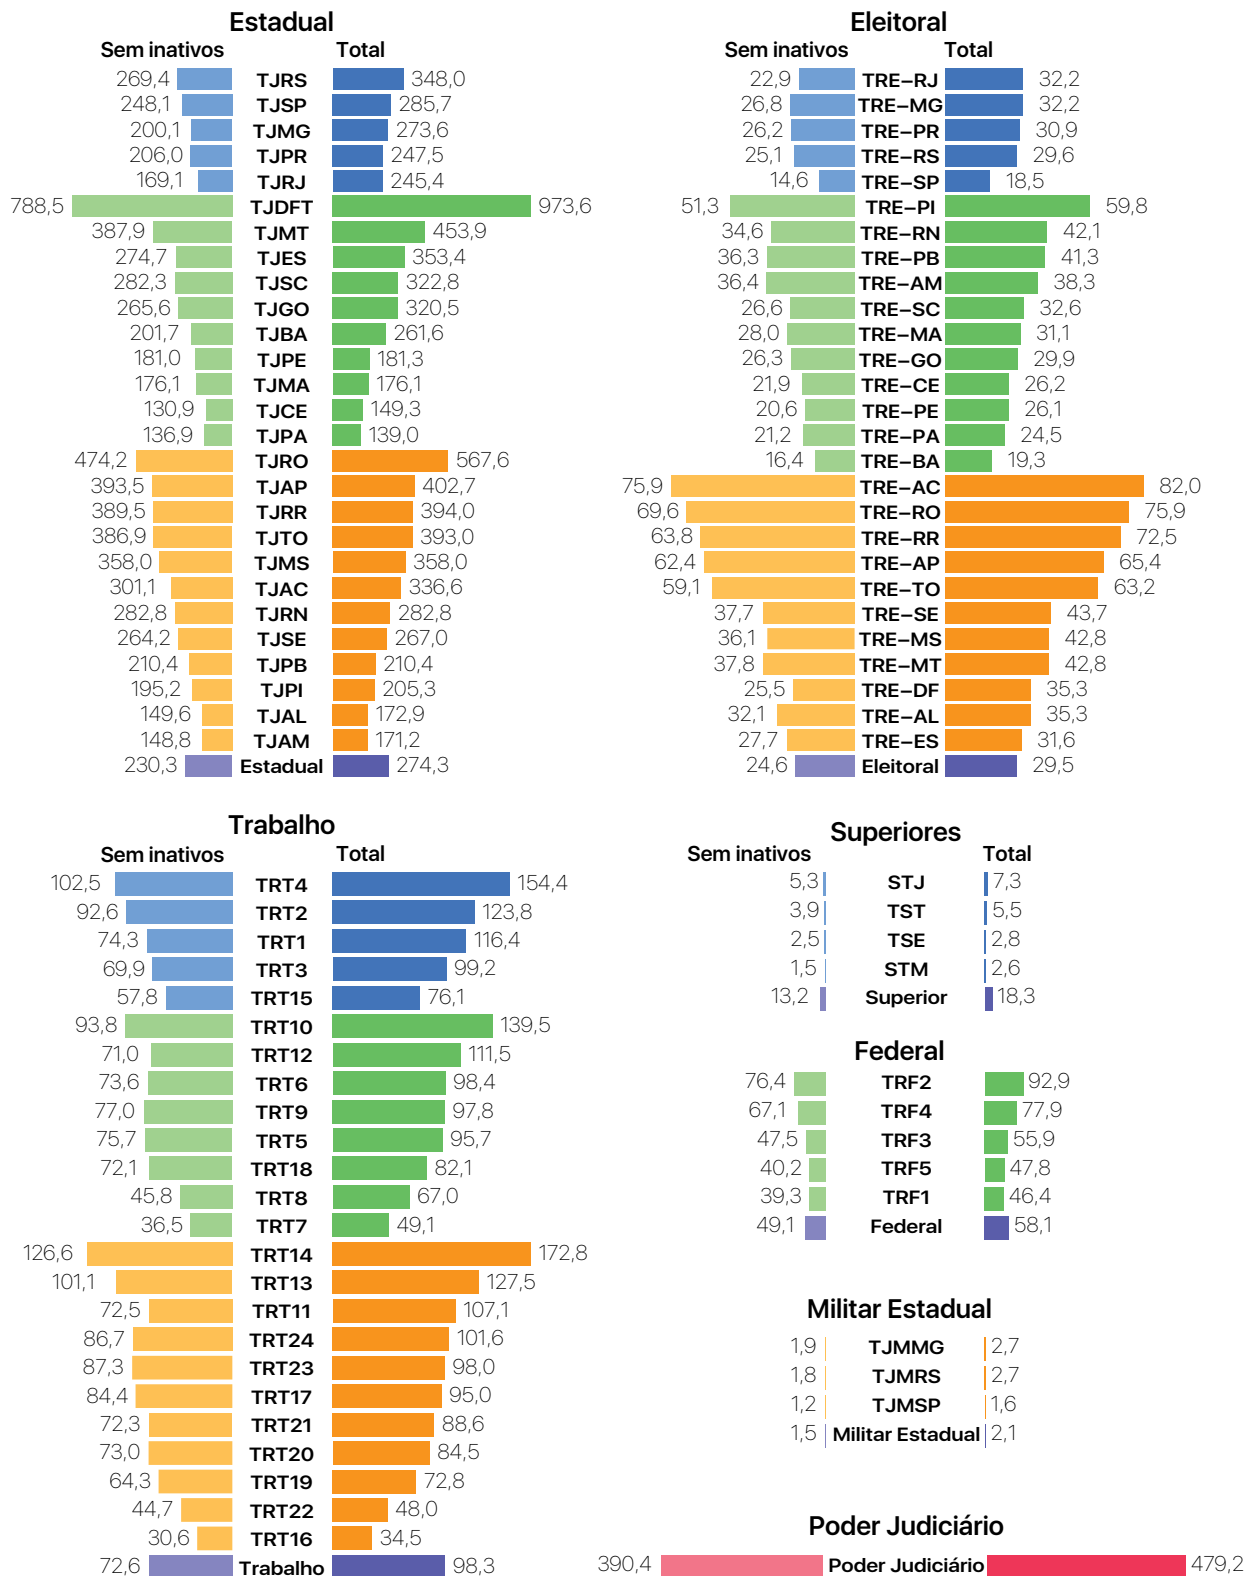 Estadual
Sem inativos Total
269,4 TJRS 348,0
248,1 TJSP 285,7
200,1 TJMG 273,6
206,0 TJPR 247,5
169,1 TJRJ 245,4
788,5 TJDFT 973,6
387,9 TJMT 453,9
274,7 TJES 353,4
282,3 TJSC 322,8
265,6 TJGO 320,5
201,7 TJBA 261,6
181,0 TJPE 181,3
176,1 TJMA 176,1
130,9 TJCE 149,3
136,9 TJPA 139,0
474,2 TJRO 567,6
393,5 TJAP 402,7
389,5 TJRR 394,0
386,9 TJTO 393,0
358,0 TJMS 358,0
301,1 TJAC 336,6
282,8 TJRN 282,8
264,2 TJSE 267,0
210,4 TJPB 210,4
195,2 TJPI 205,3
149,6 TJAL 172,9
148,8 TJAM 171,2
230,3 Estadual 274,3
Eleitoral
Sem inativos Total
22,9 TRE–RJ 32,2
26,8 TRE–MG 32,2
26,2 TRE–PR 30,9
25,1 TRE–RS 29,6
14,6 TRE–SP 18,5
51,3 TRE–PI 59,8
34,6 TRE–RN 42,1
36,3 TRE–PB 41,3
36,4 TRE–AM 38,3
26,6 TRE–SC 32,6
28,0 TRE–MA 31,1
26,3 TRE–GO 29,9
21,9 TRE–CE 26,2
20,6 TRE–PE 26,1
21,2 TRE–PA 24,5
16,4 TRE–BA 19,3
75,9 TRE–AC 82,0
69,6 TRE–RO 75,9
63,8 TRE–RR 72,5
62,4 TRE–AP 65,4
59,1 TRE–TO 63,2
37,7 TRE–SE 43,7
36,1 TRE–MS 42,8
37,8 TRE–MT 42,8
25,5 TRE–DF 35,3
32,1 TRE–AL 35,3
27,7 TRE–ES 31,6
24,6 Eleitoral 29,5
Trabalho
Sem inativos Total
102,5 TRT4 154,4
92,6 TRT2 123,8
74,3 TRT1 116,4
69,9 TRT3 99,2
57,8 TRT15 76,1
93,8 TRT10 139,5
71,0 TRT12 111,5
73,6 TRT6 98,4
77,0 TRT9 97,8
75,7 TRT5 95,7
72,1 TRT18 82,1
45,8 TRT8 67,0
36,5 TRT7 49,1
126,6 TRT14 172,8
101,1 TRT13 127,5
72,5 TRT11 107,1
86,7 TRT24 101,6
87,3 TRT23 98,0
84,4 TRT17 95,0
72,3 TRT21 88,6
73,0 TRT20 84,5
64,3 TRT19 72,8
44,7 TRT22 48,0
30,6 TRT16 34,5
72,6 Trabalho 98,3
Superiores
Sem inativos Total
5,3 STJ 7,3
3,9 TST 5,5
2,5 TSE 2,8
1,5 STM 2,6
13,2 Superior 18,3
Federal
76,4 TRF2 92,9
67,1 TRF4 77,9
47,5 TRF3 55,9
40,2 TRF5 47,8
39,3 TRF1 46,4
49,1 Federal 58,1
Militar Estadual
1,9 TJMMG 2,7
1,8 TJMRS 2,7
1,2 TJMSP 1,6
1,5 Militar Estadual 2,1
Poder Judiciário
390,4 Poder Judiciário 479,2